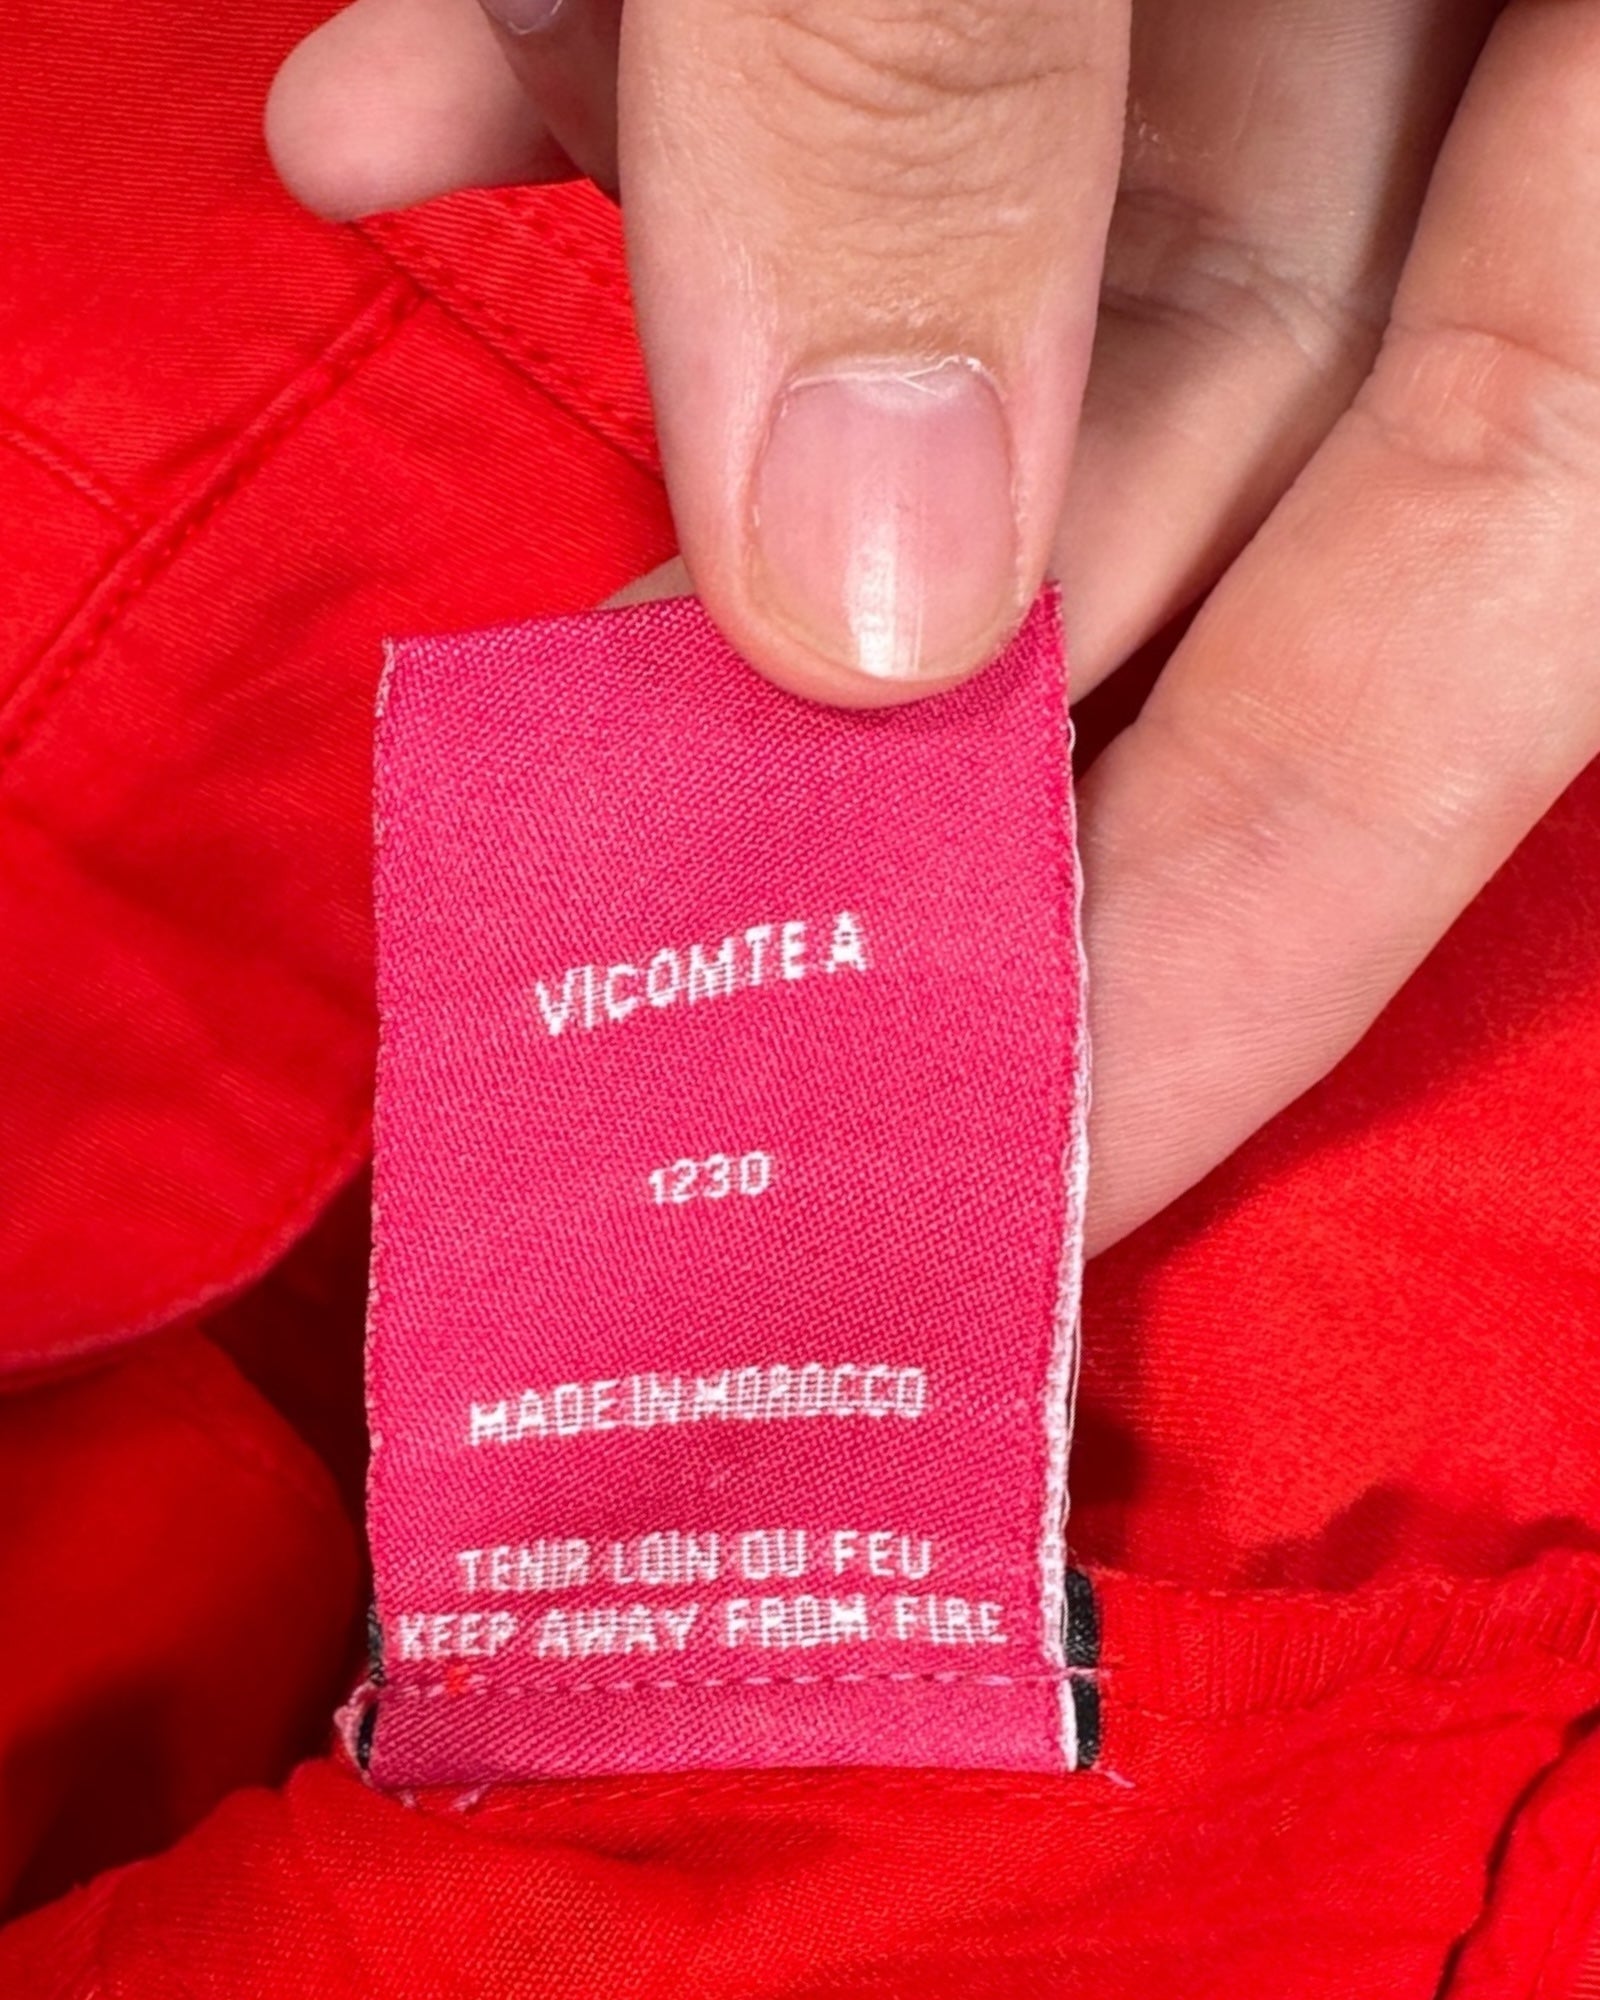 VICOMTE A
1230
MADE IN MOROCCO
TENIR LOIN DU FEU
KEEP AWAY FROM FIRE